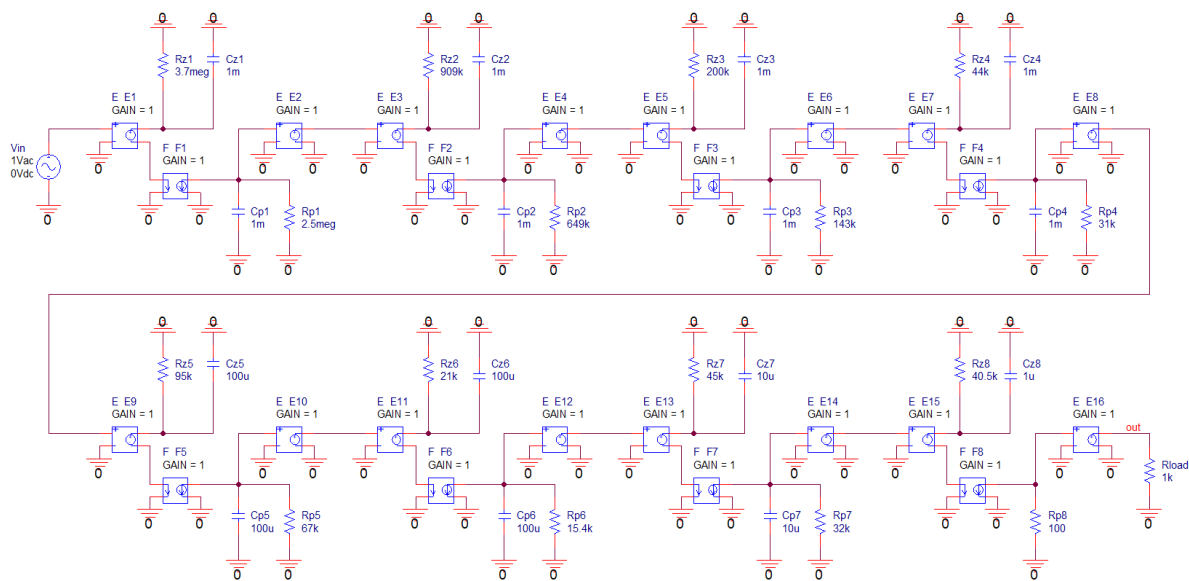 0 0 0 0 0 0 0 0
Rz1 Cz1 Rz2 Cz2 Rz3 Cz3 Rz4 Cz4
3.7meg 1m 909k 1m 200k 1m 44k 1m
E E1 E E2 E E3 E E4 E E5 E E6 E E7 E E8
GAIN = 1 GAIN = 1 GAIN = 1 GAIN = 1 GAIN = 1 GAIN = 1 GAIN = 1 GAIN = 1
Vin
1Vac
0Vdc
F F1 F F2 F F3 F F4
GAIN = 1 GAIN = 1 GAIN = 1 GAIN = 1
0 0 0 0 0 0 0 0 0 0 0 0
0 0 0 0 0 0 0 0 0
Cp1 Rp1 Cp2 Rp2 Cp3 Rp3 Cp4 Rp4
1m 2.5meg 1m 649k 1m 143k 1m 31k
0 0 0 0 0 0 0 0
0 0 0 0 0 0 0 0
Rz5 Cz5 Rz6 Cz6 Rz7 Cz7 Rz8 Cz8
95k 100u 21k 100u 45k 10u 40.5k 1u
E E9 E E10 E E11 E E12 E E13 E E14 E E15 E E16
GAIN = 1 GAIN = 1 GAIN = 1 GAIN = 1 GAIN = 1 GAIN = 1 GAIN = 1 GAIN = 1
out
F F5 F F6 F F7 F F8
GAIN = 1 GAIN = 1 GAIN = 1 GAIN = 1
Rload
1k
0 0 0 0 0 0 0 0 0 0 0 0
0 0 0 0 0 0 0 0 0
Cp5 Rp5 Cp6 Rp6 Cp7 Rp7 Rp8
100u 67k 100u 15.4k 10u 32k 100
0 0 0 0 0 0 0